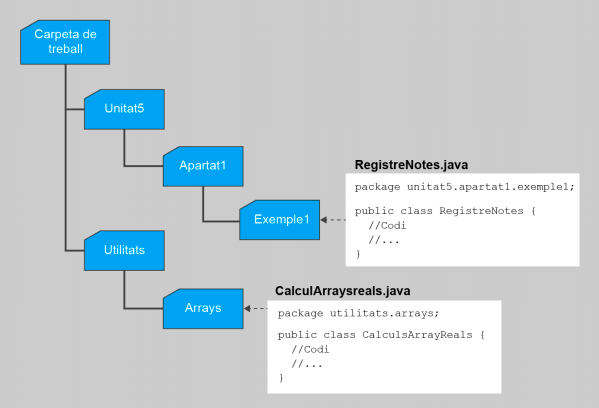 Carpeta de
treball
Unitat5
Apartat1
Exemple1
RegistreNotes.java
package unitat5.apartat1.exemple1;
public class RegistreNotes {
//Codi
//...
}
Utilitats
Arrays
CalculArraysreals.java
package utilitats.arrays;
public class CalculsArrayReals {
//Codi
//...
}